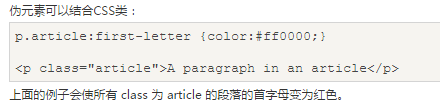 伪元素可以结合CSS类：
p.article:first-letter {color:#ff0000;}
<p class="article">A paragraph in an article</p>
上面的例子会使所有 class 为 article 的段落的首字母变为红色。